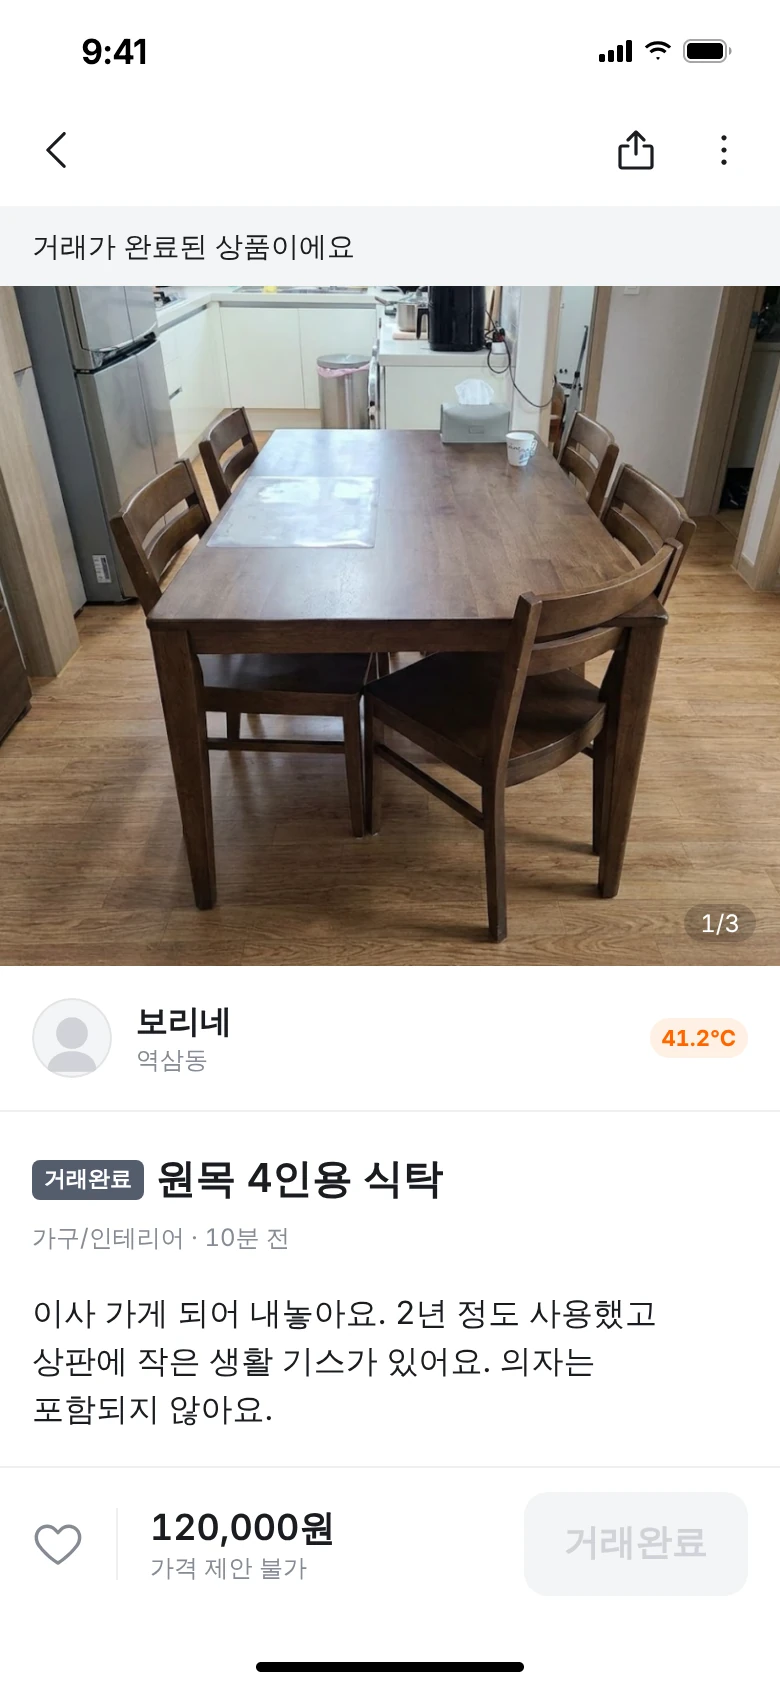 9:41
거래가 완료된 상품이에요
1/3
보리네
역삼동
41.2°C
거래완료 원목 4인용 식탁
가구/인테리어 · 10분 전
이사 가게 되어 내놓아요. 2년 정도 사용했고
상판에 작은 생활 기스가 있어요. 의자는
포함되지 않아요.
120,000원
가격 제안 불가
거래완료